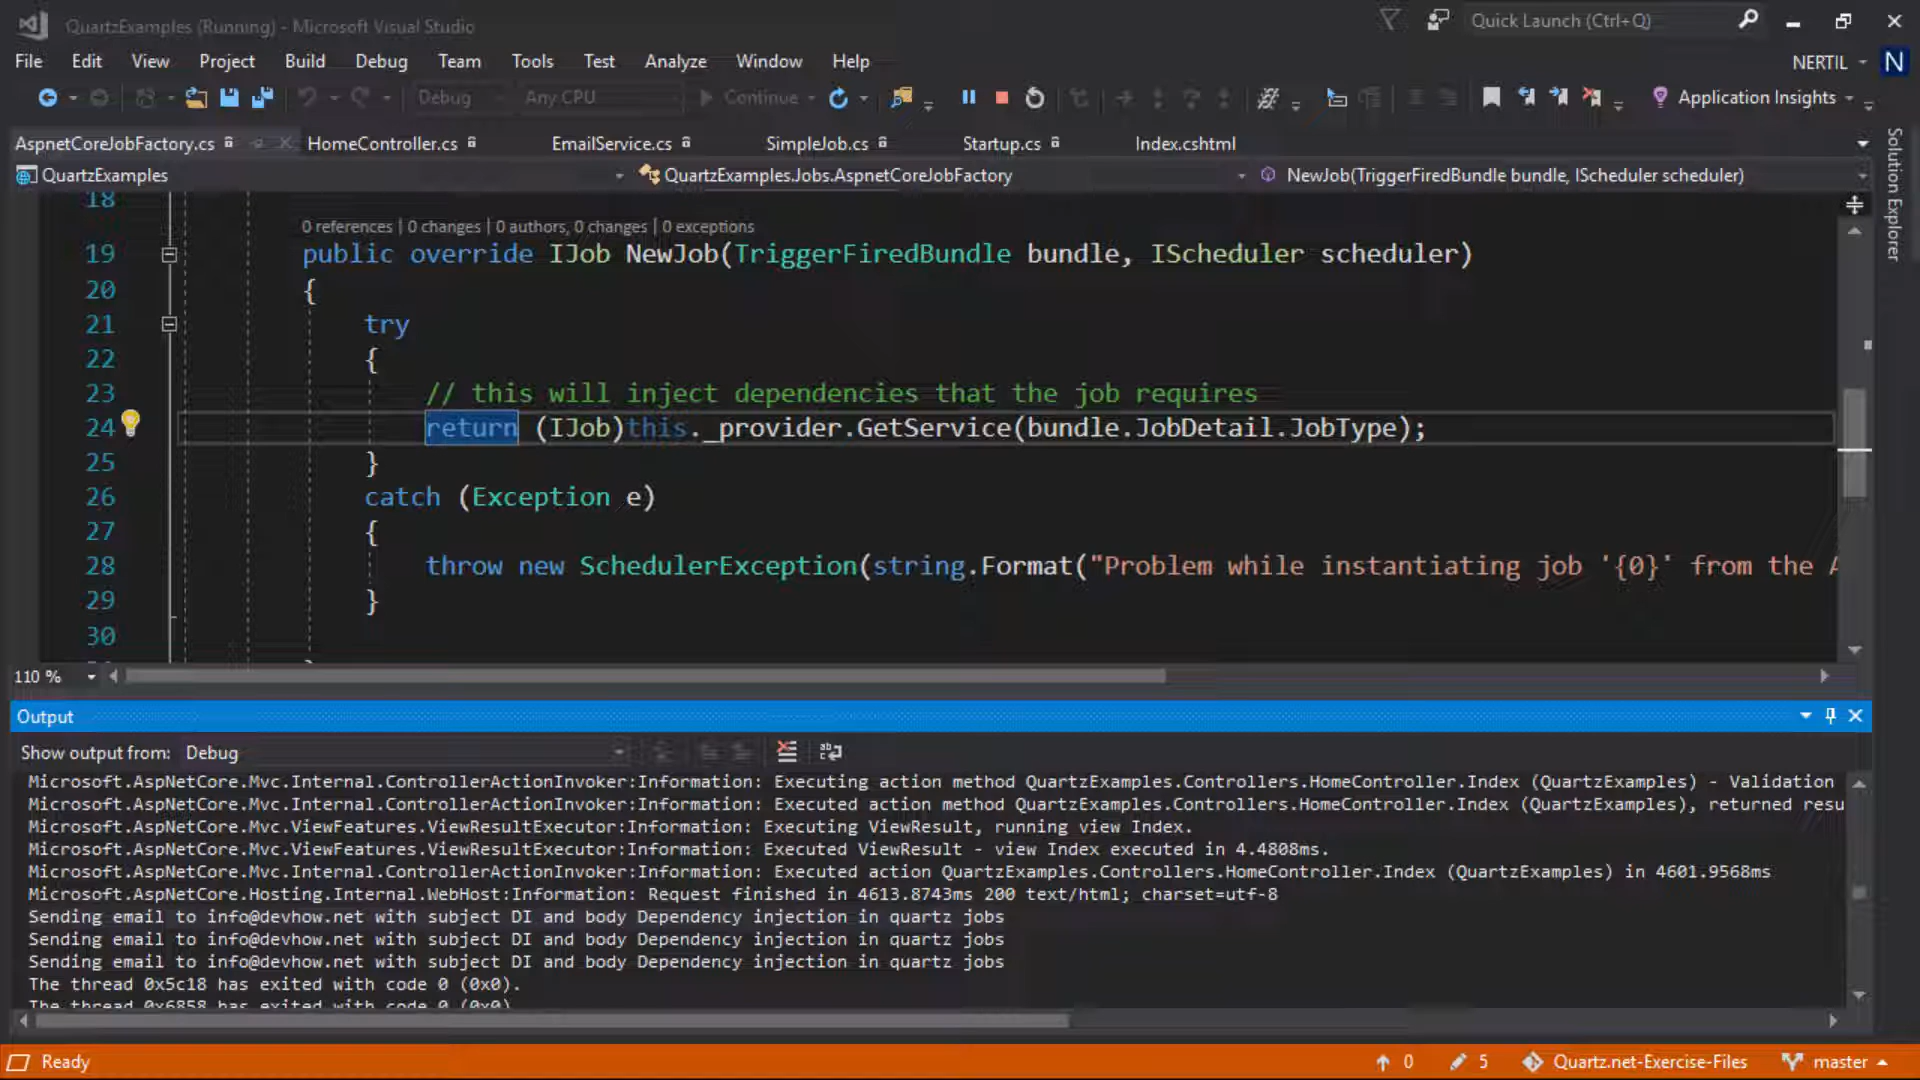 QuartzExamples (Running) - Microsoft Visual Studio
Quick Launch (Ctrl+Q)
File Edit View Project Build Debug Team Tools Test Analyze Window Help
NERTIL N
Debug Any CPU Continue Application Insights
AspnetCoreJobFactory.cs HomeController.cs EmailService.cs SimpleJob.cs Startup.cs Index.cshtml
Solution Explorer
QuartzExamples QuartzExamples.Jobs.AspnetCoreJobFactory NewJob(TriggerFiredBundle bundle, IScheduler scheduler)
18
0 references | 0 changes | 0 authors, 0 changes | 0 exceptions
19 public override IJob NewJob(TriggerFiredBundle bundle, IScheduler scheduler)
20 {
21 try
22 {
23 // this will inject dependencies that the job requires
24 return (IJob)this._provider.GetService(bundle.JobDetail.JobType);
25 }
26 catch (Exception e)
27 {
28 throw new SchedulerException(string.Format("Problem while instantiating job '{0}' from the A
29 }
30
110 %
Output
Show output from: Debug
Microsoft.AspNetCore.Mvc.Internal.ControllerActionInvoker:Information: Executing action method QuartzExamples.Controllers.HomeController.Index (QuartzExamples) - Validation
Microsoft.AspNetCore.Mvc.Internal.ControllerActionInvoker:Information: Executed action method QuartzExamples.Controllers.HomeController.Index (QuartzExamples), returned resu
Microsoft.AspNetCore.Mvc.ViewFeatures.ViewResultExecutor:Information: Executing ViewResult, running view Index.
Microsoft.AspNetCore.Mvc.ViewFeatures.ViewResultExecutor:Information: Executed ViewResult - view Index executed in 4.4808ms.
Microsoft.AspNetCore.Mvc.Internal.ControllerActionInvoker:Information: Executed action QuartzExamples.Controllers.HomeController.Index (QuartzExamples) in 4601.9568ms
Microsoft.AspNetCore.Hosting.Internal.WebHost:Information: Request finished in 4613.8743ms 200 text/html; charset=utf-8
Sending email to info@devhow.net with subject DI and body Dependency injection in quartz jobs
Sending email to info@devhow.net with subject DI and body Dependency injection in quartz jobs
Sending email to info@devhow.net with subject DI and body Dependency injection in quartz jobs
The thread 0x5c18 has exited with code 0 (0x0).
The thread 0x6858 has exited with code 0 (0x0)
Ready 0 5 Quartz.net-Exercise-Files master